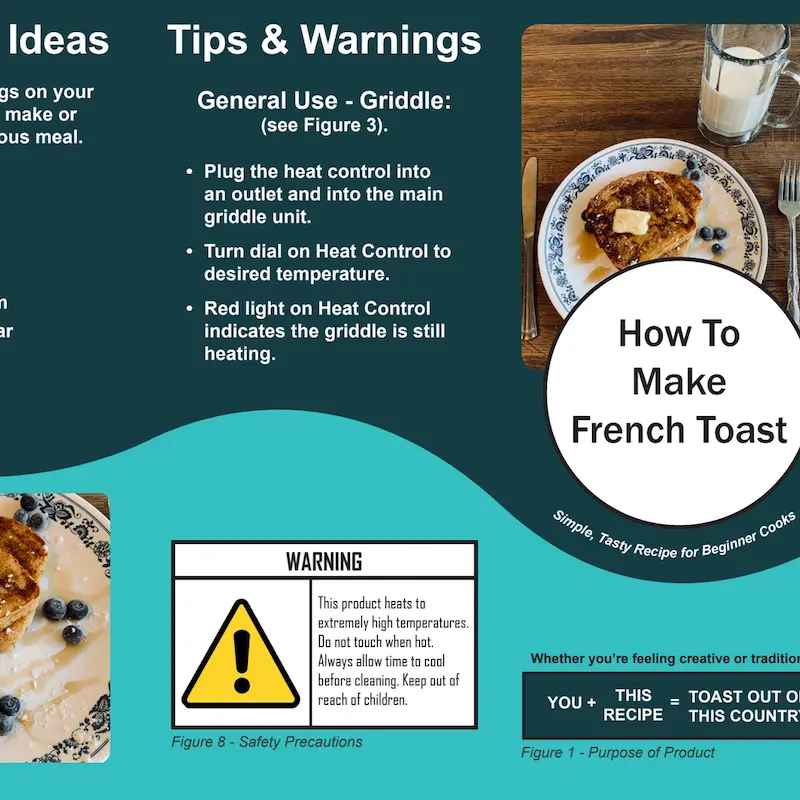 Ideas
gs on your
make or
ous meal.
m
ar
Tips & Warnings
General Use - Griddle:
(see Figure 3).
• Plug the heat control into
an outlet and into the main
griddle unit.
• Turn dial on Heat Control to
desired temperature.
• Red light on Heat Control
indicates the griddle is still
heating.
WARNING
This product heats to
extremely high temperatures.
Do not touch when hot.
Always allow time to cool
before cleaning. Keep out of
reach of children.
Figure 8 - Safety Precautions
How To
Make
French Toast
Simple, Tasty Recipe for Beginner Cooks
Whether you’re feeling creative or tradition
YOU + THIS RECIPE = TOAST OUT OF
THIS COUNTRY
Figure 1 - Purpose of Product